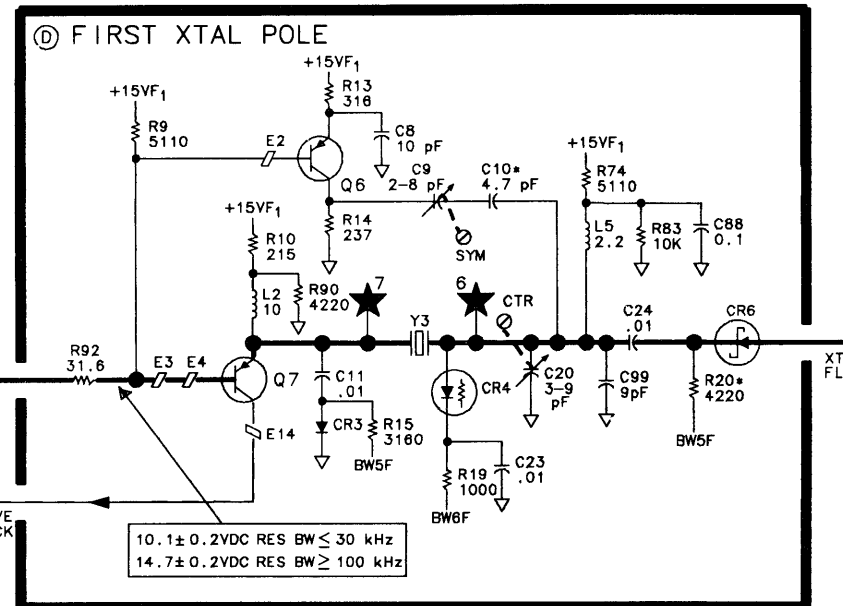 D FIRST XTAL POLE
+15VF1
R13
316
+15VF1
R9
5110
E2
C8
10 pF
Q6
C9
2-8 pF
C10*
4.7 pF
+15VF1
R74
5110
+15VF1
R10
215
R14
237
SYM
L5
2.2
R83
10K
C88
0.1
L2
10
R90
4220
7
6
CTR
Y3
C24
.01
CR6
R92
31.6
E3
E4
Q7
C11
.01
CR4
C20
3-9
pF
C99
9pF
R20*
4220
XT
FL
CR3
R15
3160
BW5F
BW5F
E14
R19
1000
C23
.01
BW6F
VE
CK
10.1± 0.2VDC RES BW ≤ 30 kHz
14.7± 0.2VDC RES BW ≥ 100 kHz